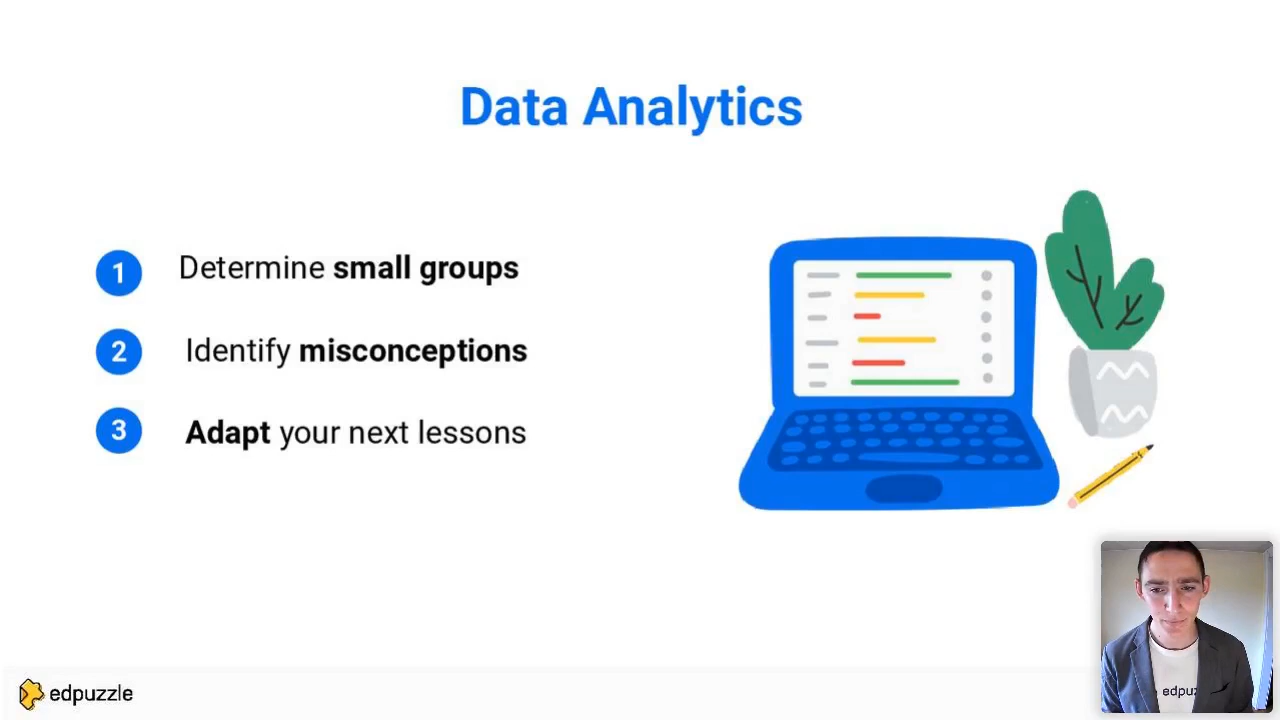 Data Analytics
1 Determine small groups
2 Identify misconceptions
3 Adapt your next lessons
edpuzzle